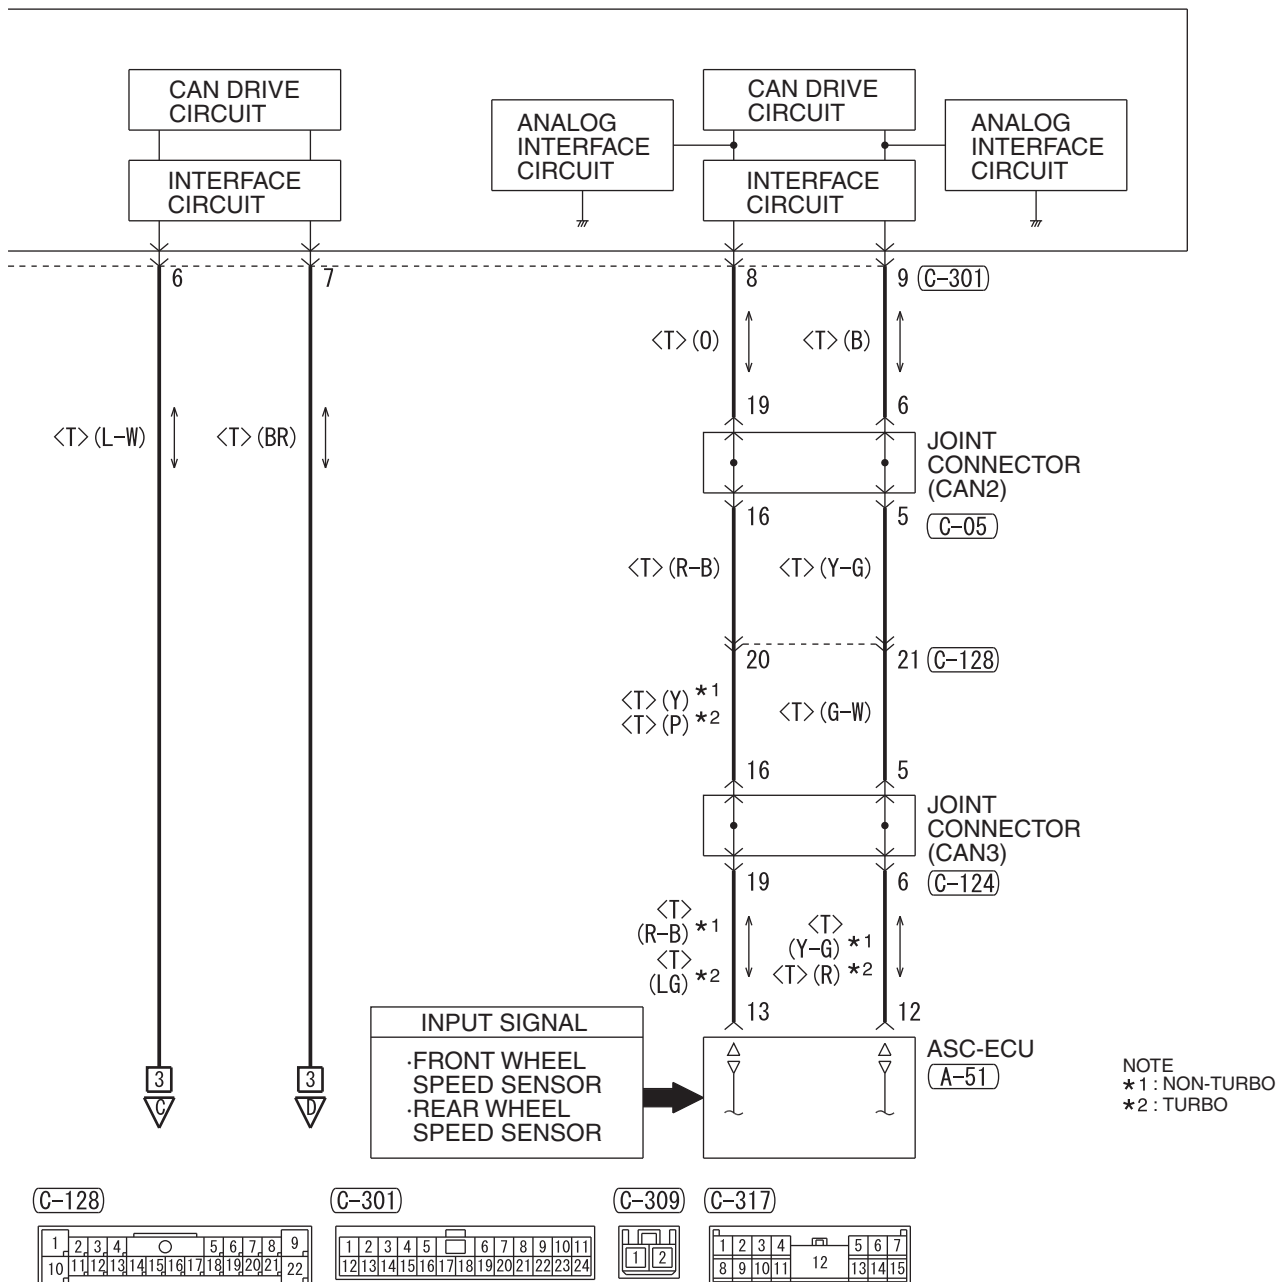 CAN DRIVE
CIRCUIT
CAN DRIVE
CIRCUIT
ANALOG
INTERFACE
CIRCUIT
ANALOG
INTERFACE
CIRCUIT
INTERFACE
CIRCUIT
INTERFACE
CIRCUIT
6
7
8
9 C-301
<T>(O)
<T>(B)
19
6
<T>(L-W)
<T>(BR)
JOINT
CONNECTOR
(CAN2)
16
5
C-05
<T>(R-B)
<T>(Y-G)
20
21 C-128
<T>(Y)*1
<T>(P)*2
<T>(G-W)
16
5
JOINT
CONNECTOR
(CAN3)
19
6
C-124
<T>
(R-B)*1
<T>
(LG)*2
<T>
(Y-G)*1
<T>(R)*2
13
12
INPUT SIGNAL
·FRONT WHEEL
SPEED SENSOR
·REAR WHEEL
SPEED SENSOR
ASC-ECU
A-51
3
C
3
D
NOTE
*1 : NON-TURBO
*2 : TURBO
C-128
1 2 3 4 5 6 7 8 9
10 11 12 13 14 15 16 17 18 19 20 21 22
C-301
1 2 3 4 5 6 7 8 9 10 11
12 13 14 15 16 17 18 19 20 21 22 23 24
C-309
1 2
C-317
1 2 3 4 5 6 7
8 9 10 11 12 13 14 15